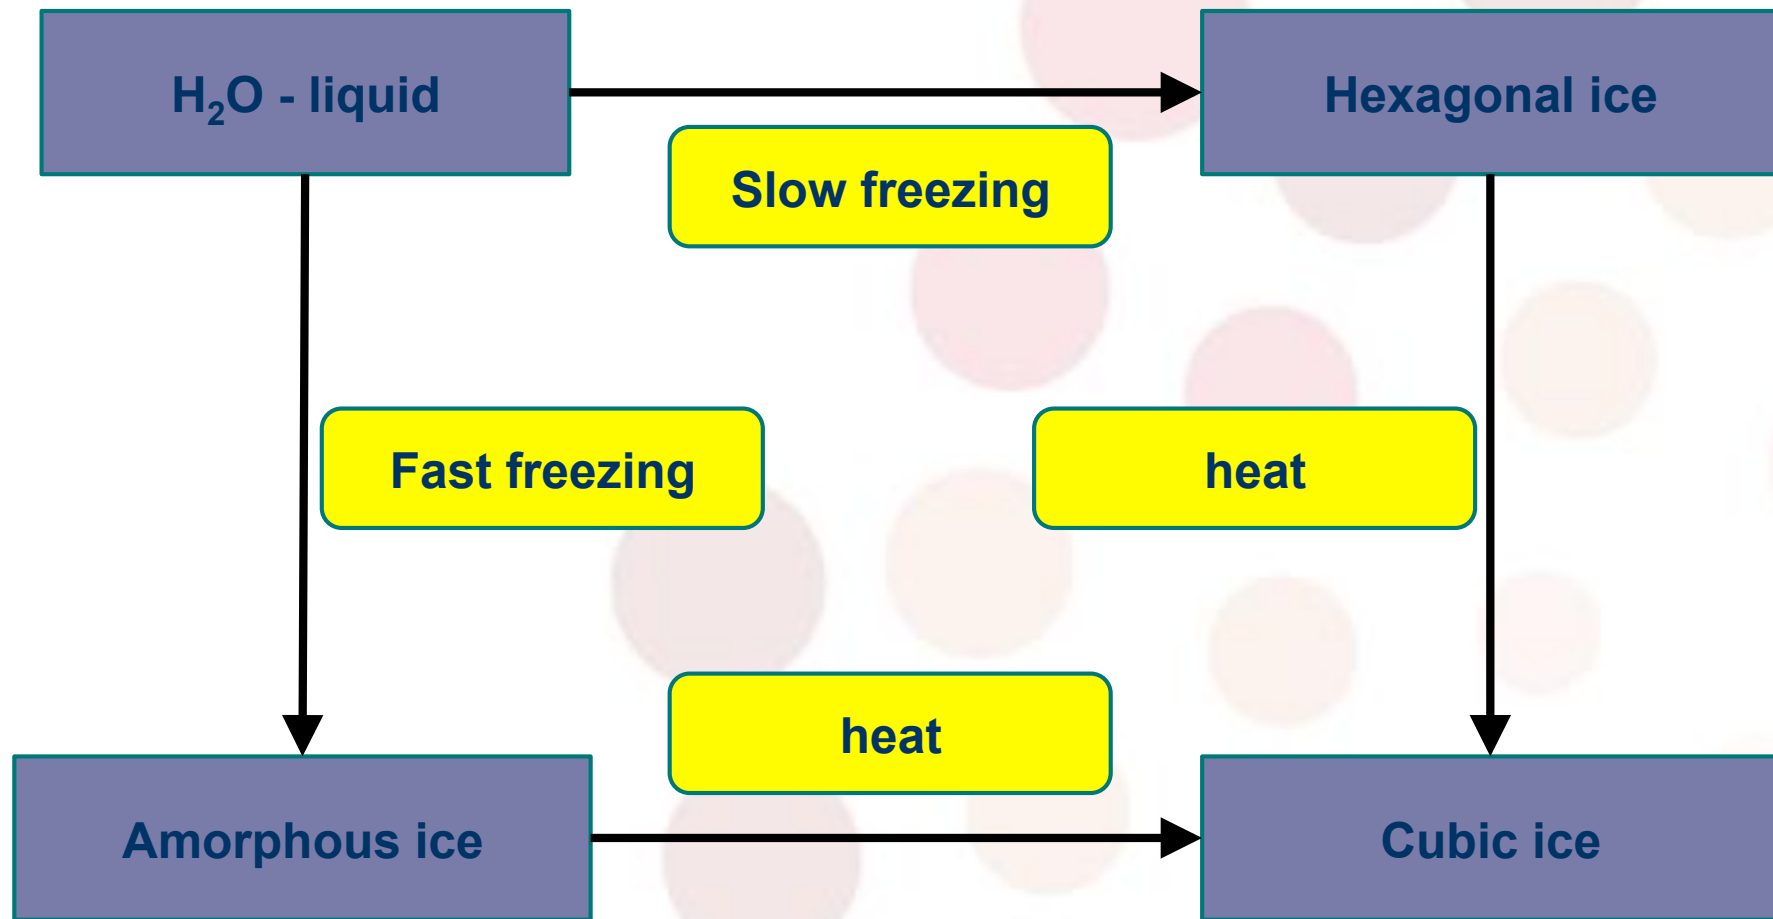 H₂O - liquid
Hexagonal ice
Slow freezing
Fast freezing
heat
heat
Amorphous ice
Cubic ice